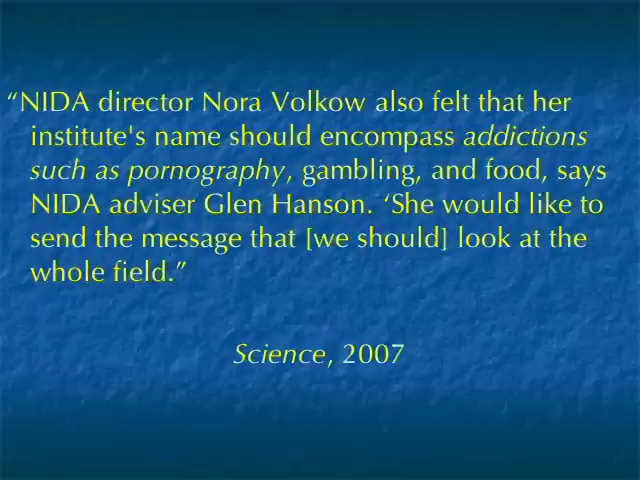 “NIDA director Nora Volkow also felt that her
institute's name should encompass addictions
such as pornography, gambling, and food, says
NIDA adviser Glen Hanson. ‘She would like to
send the message that [we should] look at the
whole field.”
Science, 2007